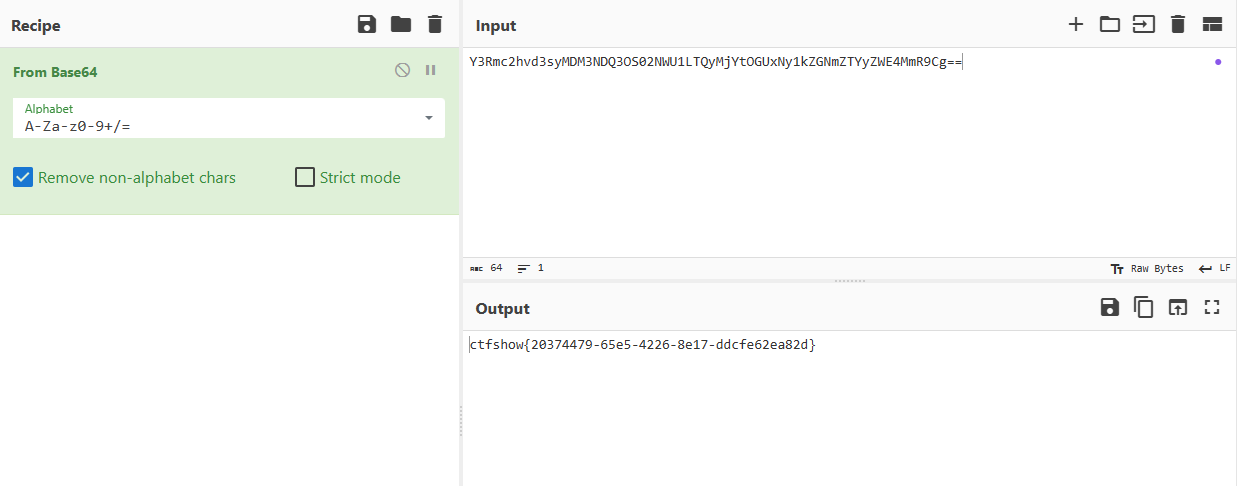 Recipe
From Base64
Alphabet
A-Za-z0-9+/=
Remove non-alphabet chars
Strict mode
Input
Y3Rmc2hvd3syMDM3NDQ3OS02NWU1LTQyMjYtOGUxNy1kZGNmZTYyZWE4MmR9Cg==
ABC 64
1
Tт Raw Bytes
LF
Output
ctfshow{20374479-65e5-4226-8e17-ddcfe62ea82d}